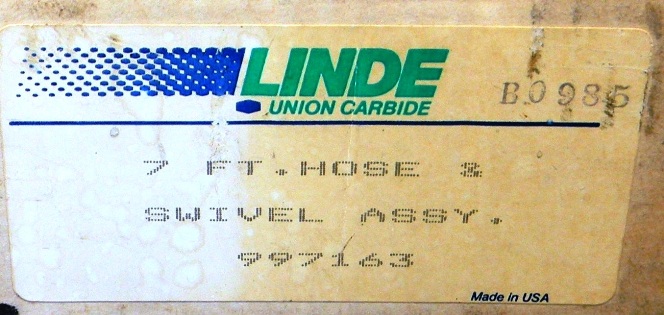 LINDE
UNION CARBIDE
B0985
7 FT. HOSE &
SWIVEL ASSY.
997163
Made in USA